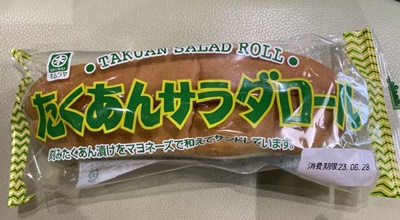 TAKUAN SALAD ROLL
たくあんサラダロール
刻みたくあん漬けをマヨネーズで和えてサンドしています。
消費期限23.08.28